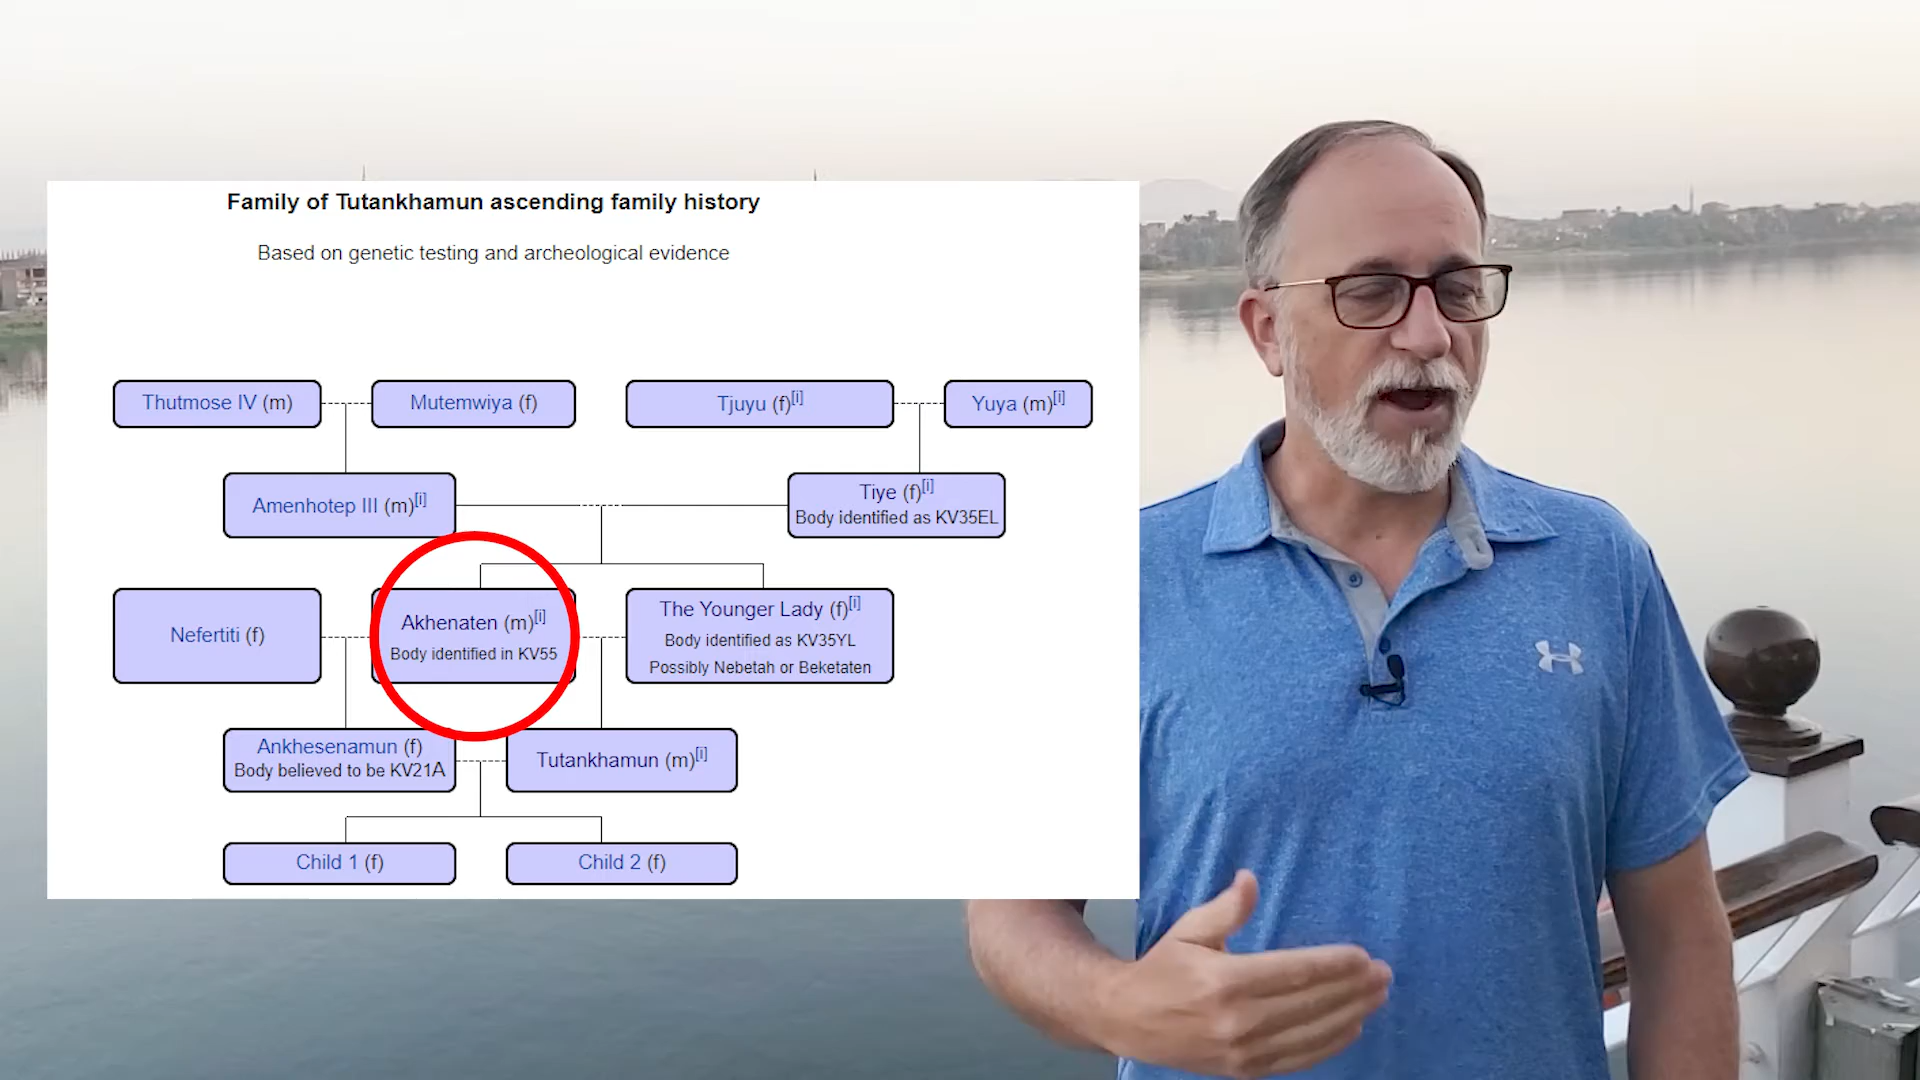 Family of Tutankhamun ascending family history
Based on genetic testing and archeological evidence
Thutmose IV (m)
Mutemwiya (f)
Tjuyu (f)[i]
Yuya (m)[i]
Amenhotep III (m)[i]
Tiye (f)[i]
Body identified as KV35EL
Nefertiti (f)
Akhenaten (m)[i]
Body identified in KV55
The Younger Lady (f)[i]
Body identified as KV35YL
Possibly Nebetah or Beketaten
Ankhesenamun (f)
Body believed to be KV21A
Tutankhamun (m)[i]
Child 1 (f)
Child 2 (f)